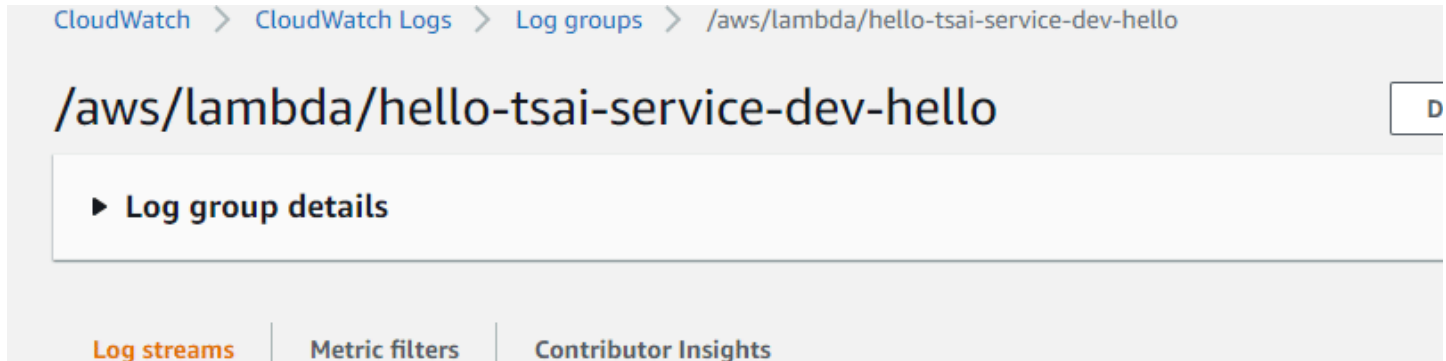 CloudWatch > CloudWatch Logs > Log groups > /aws/lambda/hello-tsai-service-dev-hello
/aws/lambda/hello-tsai-service-dev-hello
Log group details
Log streams Metric filters Contributor Insights